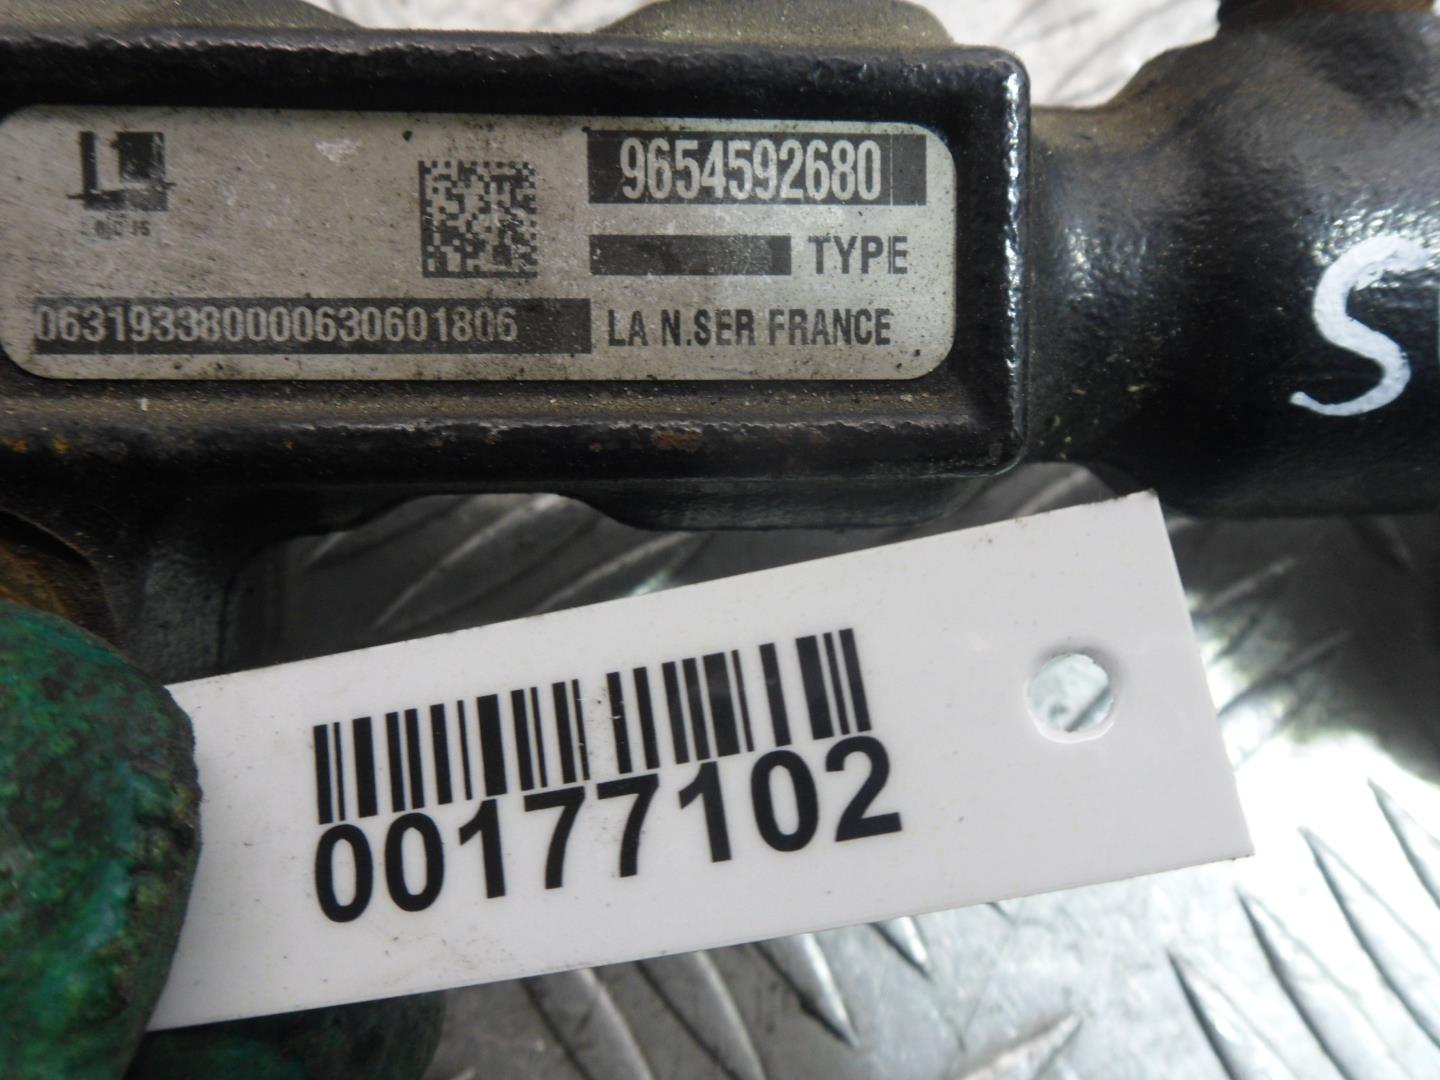 9654592680
TYPE
0631933800000630601806
LA N.SER FRANCE
S
00177102